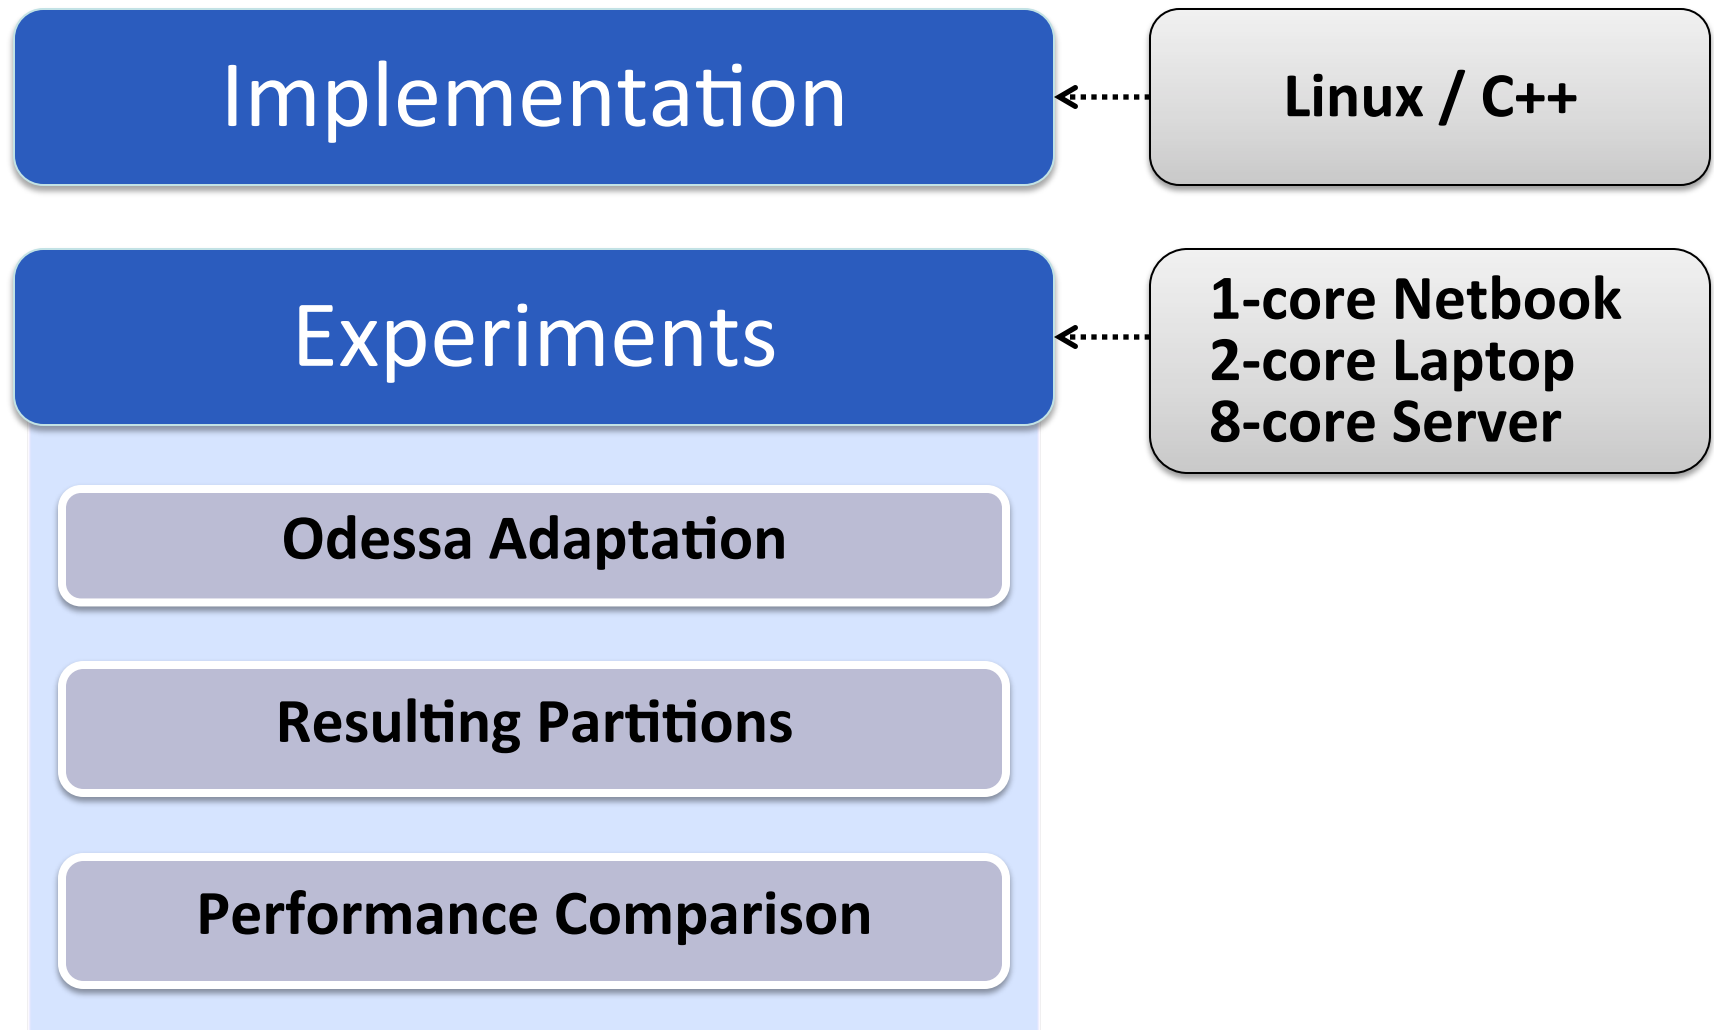 Implementation
Linux / C++
Experiments
1-core Netbook
2-core Laptop
8-core Server
Odessa Adaptation
Resulting Partitions
Performance Comparison